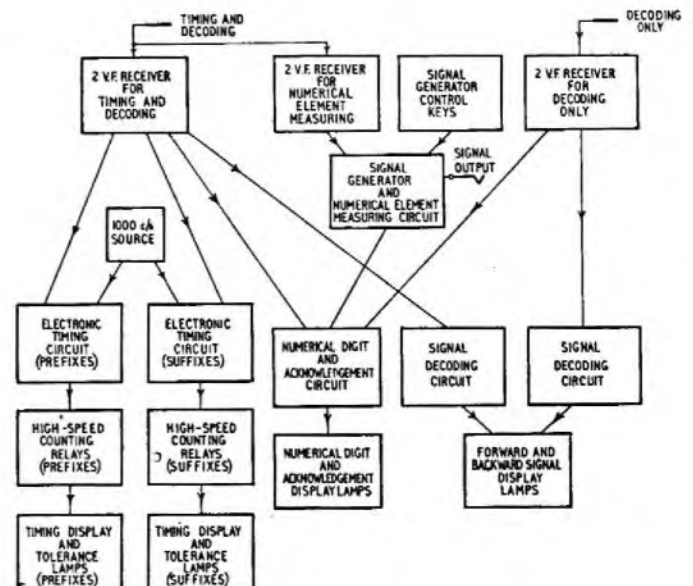 TIMING AND
DECODING
DECODING
ONLY
2 V.F. RECEIVER
FOR
TIMING AND
DECODING
2 V.F. RECEIVER
FOR
NUMERICAL
ELEMENT
MEASURING
SIGNAL
GENERATOR
CONTROL
KEYS
2 V.F. RECEIVER
FOR
DECODING
ONLY
SIGNAL
GENERATOR
AND
NUMERICAL ELEMENT
MEASURING CIRCUIT
SIGNAL
OUTPUT
1000 c/s
SOURCE
ELECTRONIC
TIMING
CIRCUIT
(PREFIXES)
ELECTRONIC
TIMING
CIRCUIT
(SUFFIXES)
NUMERICAL DIGIT
AND
ACKNOWLEDGEMENT
CIRCUIT
SIGNAL
DECODING
CIRCUIT
SIGNAL
DECODING
CIRCUIT
HIGH-SPEED
COUNTING
RELAYS
(PREFIXES)
HIGH-SPEED
COUNTING
RELAYS
(SUFFIXES)
NUMERICAL DIGIT
AND
ACKNOWLEDGEMENT
DISPLAY LAMPS
FORWARD AND
BACKWARD SIGNAL
DISPLAY
LAMPS
TIMING DISPLAY
AND
TOLERANCE
LAMPS
(PREFIXES)
TIMING DISPLAY
AND
TOLERANCE
LAMPS
(SUFFIXES)